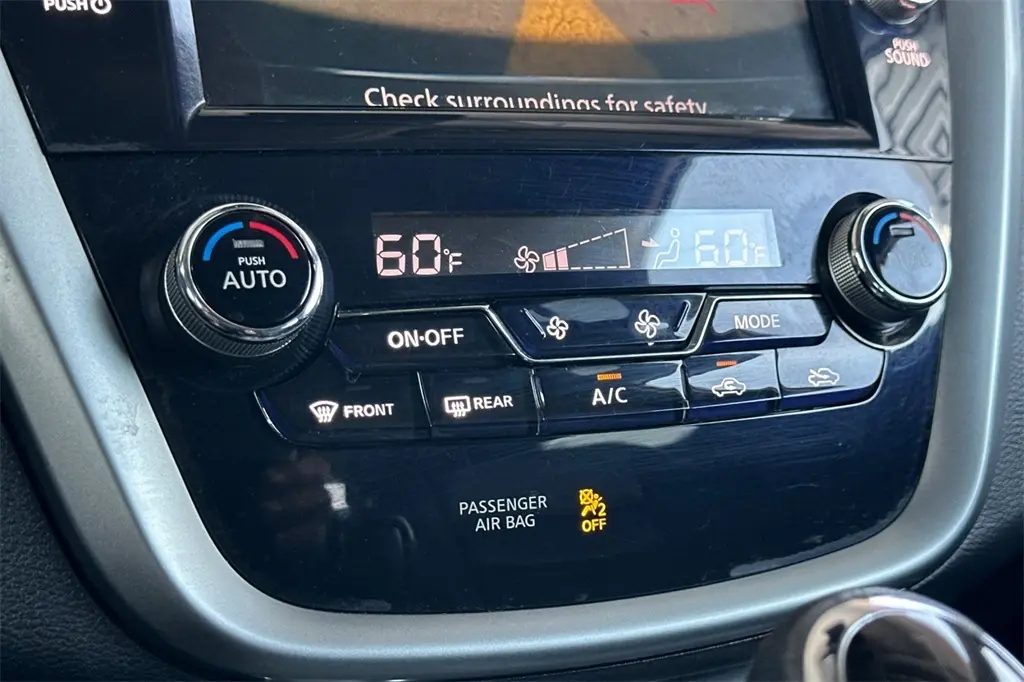 PUSH
PUSH
SOUND
Check surroundings for safety
PUSH
AUTO
60°F
60°F
ON·OFF
MODE
FRONT
REAR
A/C
PASSENGER
AIR BAG
2
OFF